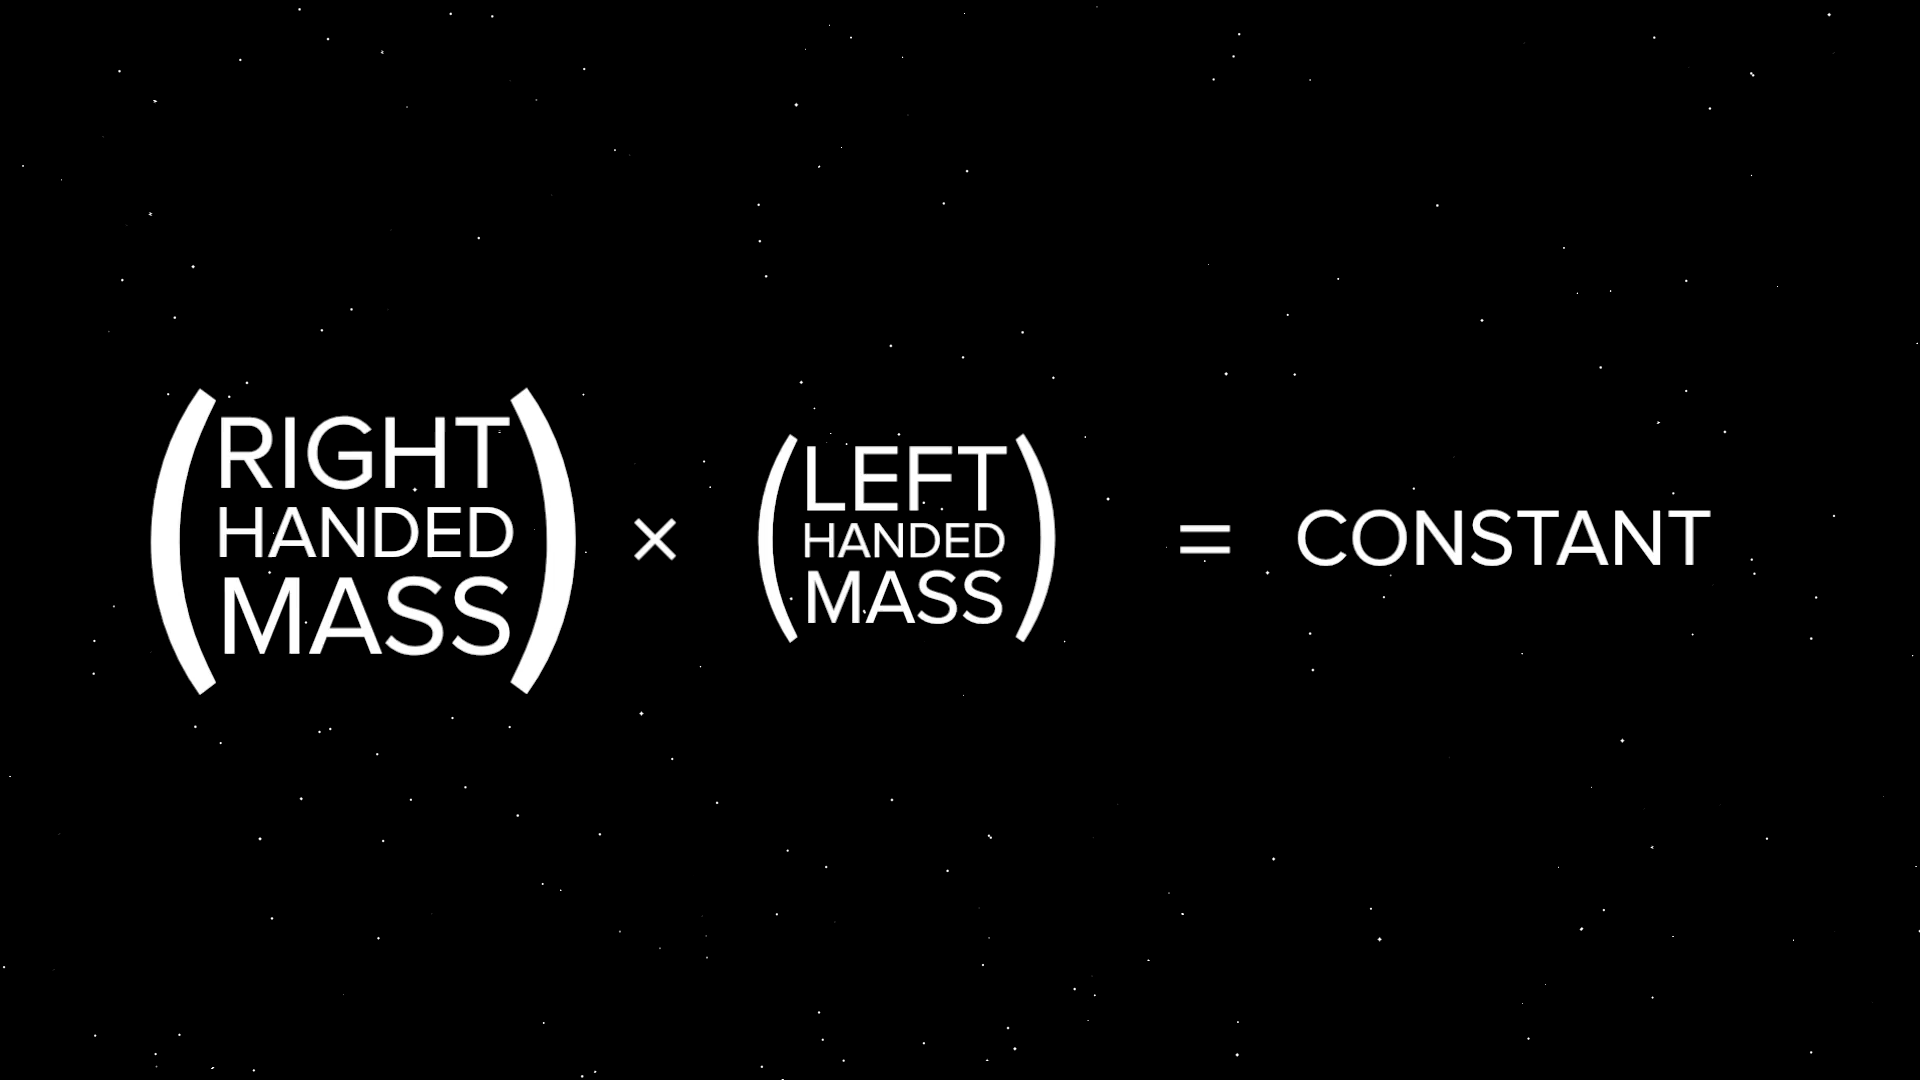 (RIGHT
HANDED
MASS)
×
(LEFT
HANDED
MASS)
= CONSTANT